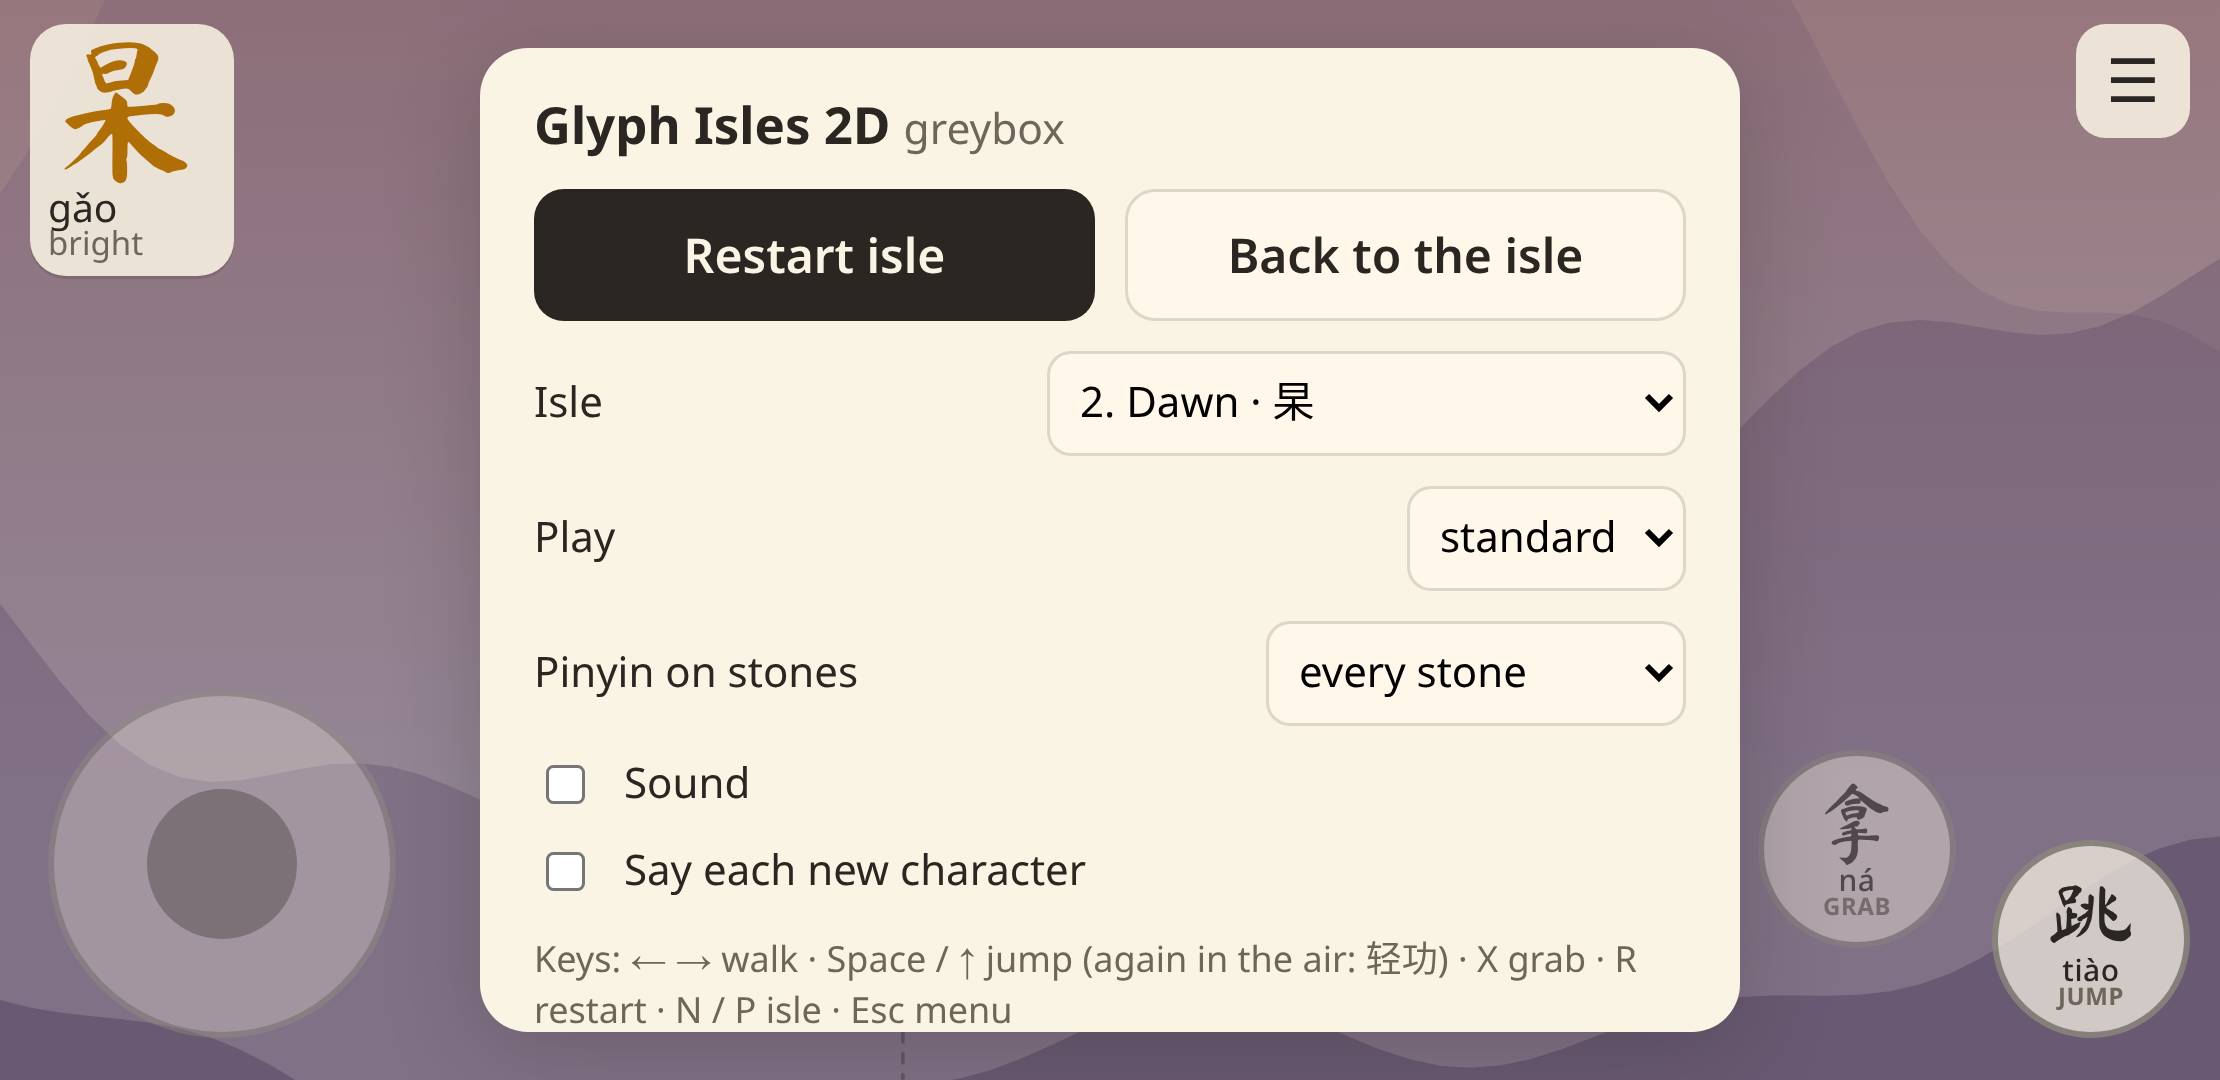 杲
gǎo
bright
☰
Glyph Isles 2D greybox
Restart isle
Back to the isle
Isle
2. Dawn · 杲
Play
standard
Pinyin on stones
every stone
Sound
Say each new character
Keys: ← → walk · Space / ↑ jump (again in the air: 轻功) · X grab · R
restart · N / P isle · Esc menu
拿
ná
GRAB
跳
tiào
JUMP